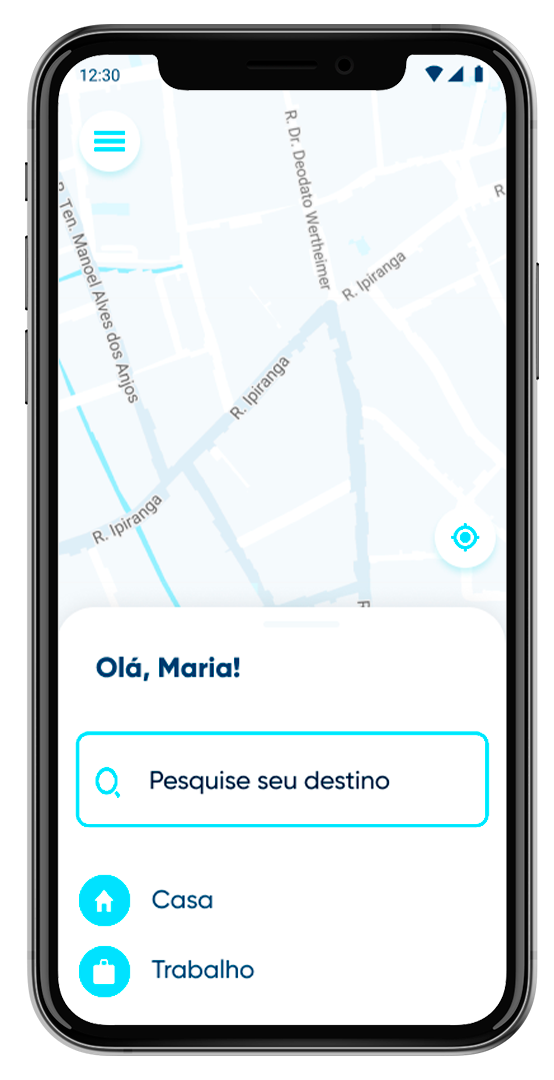 12:30
R. Dr. Deodato Wertheimer
R.
R. Ten. Manoel Alves dos Anjos
R. Ipiranga
R. Ipiranga
R. Ipiranga
R
Olá, Maria!
Pesquise seu destino
Casa
Trabalho